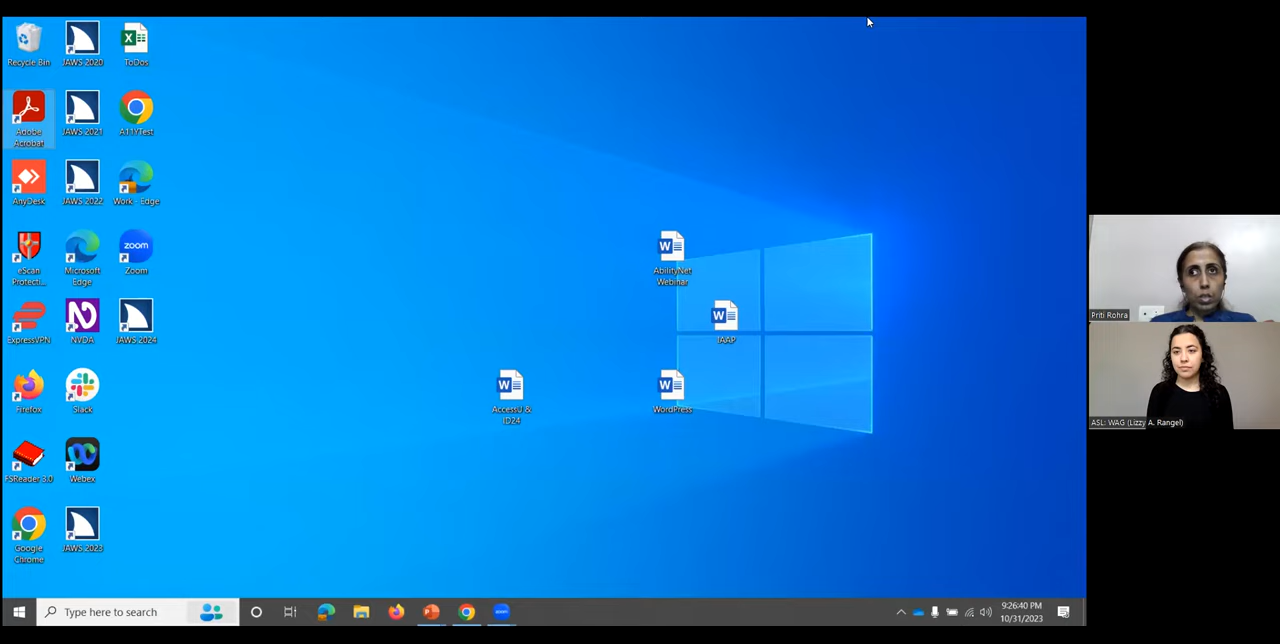 Recycle Bin
JAWS 2020
ToDos
Adobe
Acrobat
JAWS 2021
A11YTest
AnyDesk
JAWS 2022
Work - Edge
eScan
Protecti...
Microsoft
Edge
zoom
Zoom
ExpressVPN
NVDA
JAWS 2024
Firefox
Slack
FSReader 3.0
Webex
Google
Chrome
JAWS 2023
AbilityNet
Webinar
IAAP
AccessU &
ID24
WordPress
Priti Rohra
ASL: WAG (Lizzy A. Rangel)
Type here to search
zoom
9:26:40 PM
10/31/2023